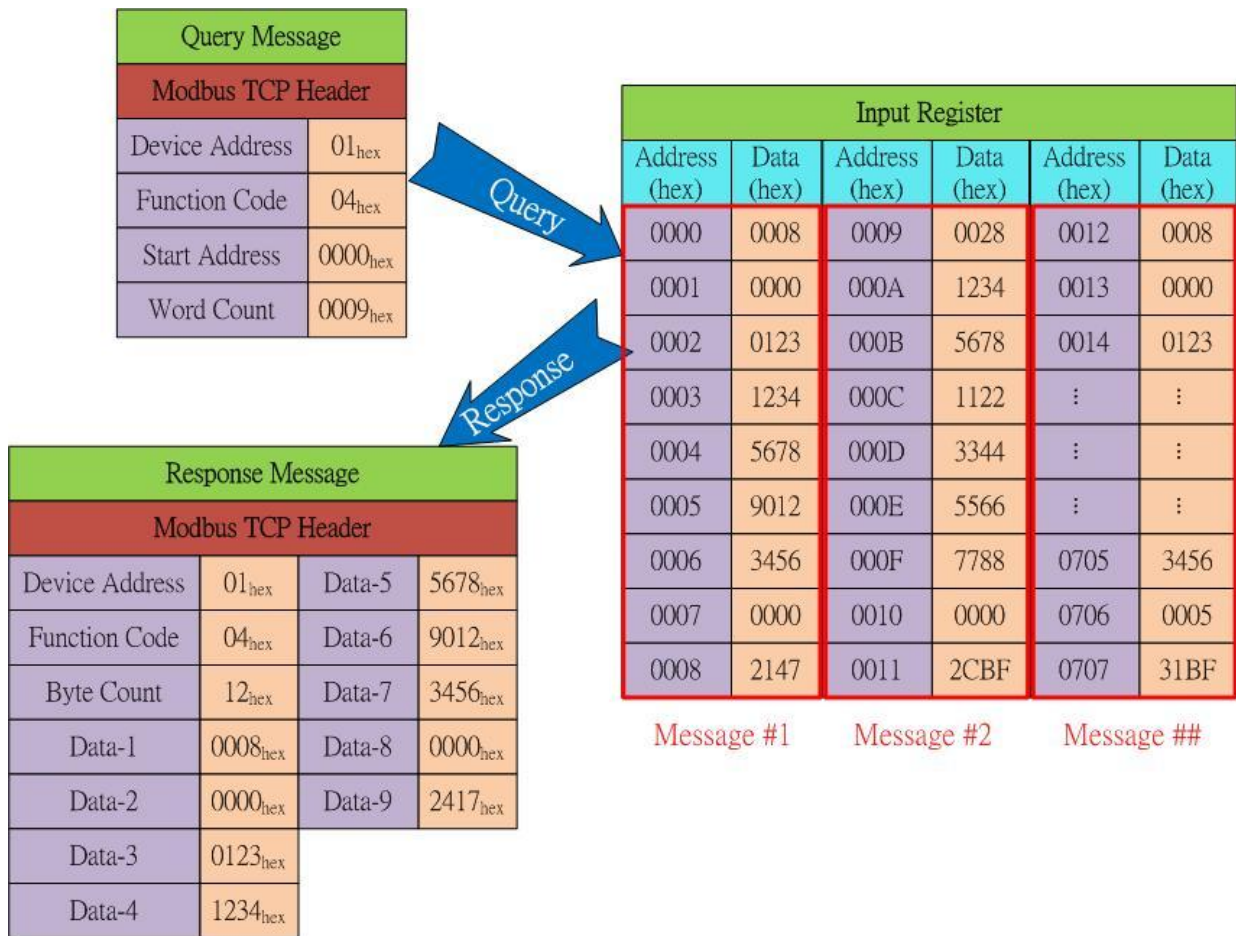 Query Message
Modbus TCP Header
Device Address 01hex
Function Code 04hex
Start Address 0000hex
Word Count 0009hex
Query
Response
Input Register
Address (hex) Data (hex) Address (hex) Data (hex) Address (hex) Data (hex)
0000 0008 0009 0028 0012 0008
0001 0000 000A 1234 0013 0000
0002 0123 000B 5678 0014 0123
0003 1234 000C 1122 ⋮ ⋮
0004 5678 000D 3344 ⋮ ⋮
0005 9012 000E 5566 ⋮ ⋮
0006 3456 000F 7788 0705 3456
0007 0000 0010 0000 0706 0005
0008 2147 0011 2CBF 0707 31BF
Message #1 Message #2 Message ##
Response Message
Modbus TCP Header
Device Address 01hex Data-5 5678hex
Function Code 04hex Data-6 9012hex
Byte Count 12hex Data-7 3456hex
Data-1 0008hex Data-8 0000hex
Data-2 0000hex Data-9 2417hex
Data-3 0123hex
Data-4 1234hex